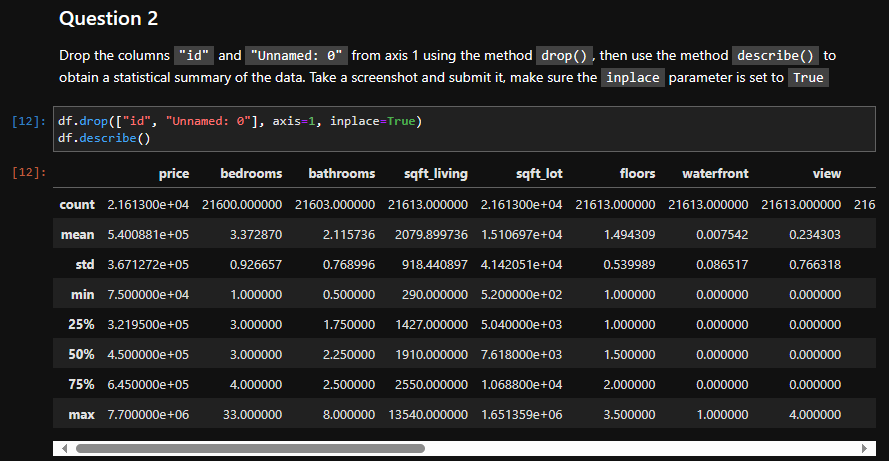 Question 2
Drop the columns "id" and "Unnamed: 0" from axis 1 using the method drop(), then use the method describe() to
obtain a statistical summary of the data. Take a screenshot and submit it, make sure the inplace parameter is set to True
[12]: df.drop(["id", "Unnamed: 0"], axis=1, inplace=True)
df.describe()
[12]: price bedrooms bathrooms sqft_living sqft_lot floors waterfront view
count 2.161300e+04 21600.000000 21603.000000 21613.000000 2.161300e+04 21613.000000 21613.000000 21613.000000 216
mean 5.400881e+05 3.372870 2.115736 2079.899736 1.510697e+04 1.494309 0.007542 0.234303
std 3.671272e+05 0.926657 0.768996 918.440897 4.142051e+04 0.539989 0.086517 0.766318
min 7.500000e+04 1.000000 0.500000 290.000000 5.200000e+02 1.000000 0.000000 0.000000
25% 3.219500e+05 3.000000 1.750000 1427.000000 5.040000e+03 1.000000 0.000000 0.000000
50% 4.500000e+05 3.000000 2.250000 1910.000000 7.618000e+03 1.500000 0.000000 0.000000
75% 6.450000e+05 4.000000 2.500000 2550.000000 1.068800e+04 2.000000 0.000000 0.000000
max 7.700000e+06 33.000000 8.000000 13540.000000 1.651359e+06 3.500000 1.000000 4.000000